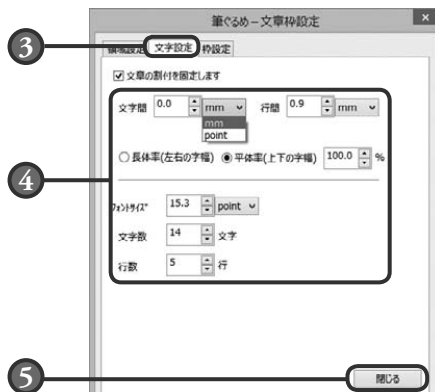 筆ぐるめ－文章枠設定 ×
3 領域設定 文字設定 枠設定
文章の割付を固定します
文字間 0.0 mm 行間 0.9 mm
mm
point
長体率(左右の字幅) 平体率(上下の字幅) 100.0 %
4
フォントサイズ 15.3 point
文字数 14 文字
行数 5 行
5 閉じる